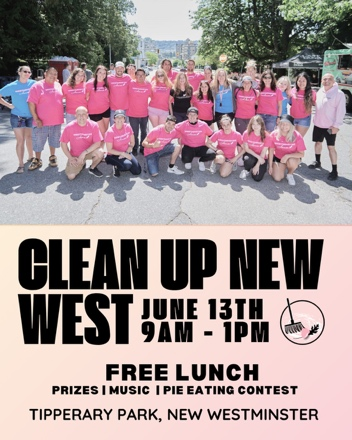 CLEAN UP NEW
WEST JUNE 13TH
9AM - 1PM
FREE LUNCH
PRIZES | MUSIC | PIE EATING CONTEST
TIPPERARY PARK, NEW WESTMINSTER